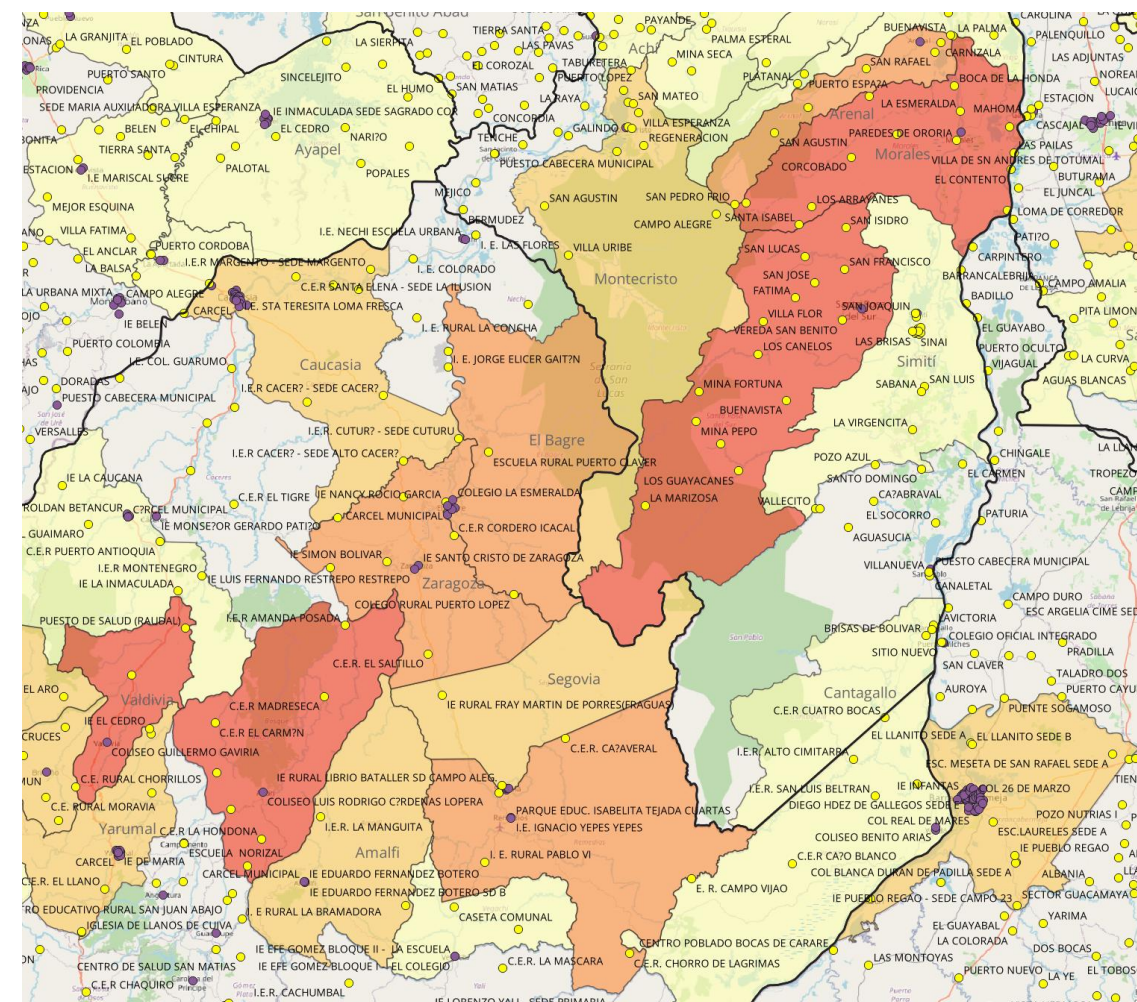 San Benito Abad
TIERRA SANTA
PAYANDE
BUENAVISTA
LA PALMA
CAROLINA
LA GRANJITA
EL POBLADO
LA SIERPITA
LAS PAVAS
Achí
PALMA ESTERAL
PALENQUILLO
CINTURA
TABURETERA
MINA SECA
CARNIZALA
LAS ADJUNTAS
PUERTO SANTO
SINCELEJITO
EL COROZAL
PUERTO LOPEZ
PLATANAL
SAN RAFAEL
PROVIDENCIA
EL HUMO
SAN MATIAS
PUERTO ESPA?A
BOCA DE LA HONDA
SEDE MARIA AUXILIADORA
VILLA ESPERANZA
IE INMACULADA SEDE SAGRADO COR
LA RAYA
SAN MATEO
LA ESMERALDA
MAHOMA
ESTACION
BELEN
EL CHIPAL
EL CEDRO
NARI?O
CONCORDIA
VILLA ESPERANZA
Arenal
CASCAJAL
TIERRA SANTA
Ayapel
TENCHE
GALINDO
REGENERACION
PAREDES DE ORORIA
ESTACION
PALOTAL
POPALES
PUESTO CABECERA MUNICIPAL
SAN AGUSTIN
Morales
LAS PAILAS
I.E MARISCAL SUCRE
CORCOBADO
VILLA DE SN ANDRES DE TOTUMAL
MEJICO
EL CONTENTO
BUTURAMA
MEJOR ESQUINA
SAN AGUSTIN
SAN PEDRO FRIO
LOS ARRAYANES
EL JUNCAL
BERMUDEZ
CAMPO ALEGRE
SANTA ISABEL
LOMA DE CORREDOR
VILLA FATIMA
I.E. NECHI ESCUELA URBANA
I. E. LAS FLORES
SAN ISIDRO
PUERTO CORDOBA
VILLA URIBE
SAN LUCAS
PATI?O
EL ANCLAR
I.E.R MARGENTO - SEDE MARGENTO
SAN FRANCISCO
CARPINTERO
LA BALSA
I. E. COLORADO
SAN JOSE
BARRANCALEBRIJA
C.E.R SANTA ELENA - SEDE LA ILUSION
Montecristo
CAMPO AMALIA
LA URBANA MIXTA
CAMPO ALEGRE
Nechí
FATIMA
BADILLO
I.E. STA TERESITA LOMA FRESCA
SAN JOAQUIN
CARCEL
VILLA FLOR
PITA LIMON
IE BELEN
I. E. RURAL LA CONCHA
VEREDA SAN BENITO
EL GUAYABO
PUERTO COLOMBIA
LAS BRISAS
SINAI
PUERTO OCULTO
I.E. COL. GUARUMO
Caucasia
I. E. JORGE ELICER GAIT?N
LOS CANELOS
Simití
VIJAGUAL
LA CURVA
DORADAS
I.E.R CACER? - SEDE CACER?
Serranía de San Lucas
MINA FORTUNA
SABANA
SAN LUIS
AGUAS BLANCAS
PUESTO CABECERA MUNICIPAL
BUENAVISTA
VERSALLES
I.E.R. CUTUR? - SEDE CUTURU
El Bagre
MINA PEPO
LA VIRGENCITA
I.E.R CACER? - SEDE ALTO CACER?
ESCUELA RURAL PUERTO CLAVER
POZO AZUL
CHINGALE
IE LA CAUCANA
Cáceres
LOS GUAYACANES
SANTO DOMINGO
EL CARMEN
C.E.R EL TIGRE
IE NANCY ROCIO GARCIA
COLEGIO LA ESMERALDA
LA MARIZOSA
VALLECITO
CA?ABRAVAL
ROLDAN BETANCUR
C?RCEL MUNICIPAL
CARCEL MUNICIPAL
EL SOCORRO
PATURIA
IE MONSE?OR GERARDO PATI?O
C.E.R CORDERO ICACAL
AGUASUCIA
C.E.R PUERTO ANTIOQUIA
IE SIMON BOLIVAR
IE SANTO CRISTO DE ZARAGOZA
I.E.R MONTENEGRO
VILLANUEVA
PUESTO CABECERA MUNICIPAL
IE LA INMACULADA
IE LUIS FERNANDO RESTREPO RESTREPO
Zaragoza
CANALETAL
COLEGO RURAL PUERTO LOPEZ
CAMPO DURO
PUESTO DE SALUD (RAUDAL)
I.E.R AMANDA POSADA
LAVICTORIA
ESC ARGELIA CIME SED
BRISAS DE BOLIVAR
San Pablo
COLEGIO OFICIAL INTEGRADO
SITIO NUEVO
PRADILLA
C.E.R. EL SALTILLO
SAN CLAVER
EL ARO
Segovia
TALADRO DOS
Valdivia
Cantagallo
AUROYA
PUERTO CAYU
C.E.R MADRESECA
IE RURAL FRAY MARTIN DE PORRES(FRAGUAS)
C.E.R CUATRO BOCAS
PUENTE SOGAMOSO
IE EL CEDRO
C.E.R EL CARM?N
CRUCES
C.E.R. CA?AVERAL
I.E.R. ALTO CIMITARRA
EL LLANITO SEDE A
EL LLANITO SEDE B
COLISEO GUILLERMO GAVIRIA
ESC. MESETA DE SAN RAFAEL SEDE A
C.E. RURAL CHORRILLOS
IE RURAL LIBRIO BATALLER SD CAMPO ALEG.
I.E.R. SAN LUIS BELTRAN
IE INFANTAS
COL 26 DE MARZO
C.E. RURAL MORAVIA
COLISEO LUIS RODRIGO C?RDENAS LOPERA
PARQUE EDUC. ISABELITA TEJADA CUARTAS
DIEGO HDEZ DE GALLEGOS SEDE E
POZO NUTRIAS I
Yarumal
C.E.R LA HONDONA
I.E.R. LA MANGUITA
I.E. IGNACIO YEPES YEPES
COL REAL DE MARES
ESC.LAURELES SEDE A
CARCEL
IE DE MARIA
ESCUELA NORIZAL
Amalfi
COLISEO BENITO ARIAS
IE PUEBLO REGAO
C.E.R. EL LLANO
CARCEL MUNICIPAL
IE EDUARDO FERNANDEZ BOTERO
I. E. RURAL PABLO VI
C.E.R CA?O BLANCO
ALBANIA
IE EDUARDO FERNANDEZ BOTERO SD B
E. R. CAMPO VIJAO
COL BLANCA DURAN DE PADILLA SEDE A
SECTOR GUACAMAYA
IE PUEBLO REGAO - SEDE CAMPO 23
I. E RURAL LA BRAMADORA
CASETA COMUNAL
YARIMA
IGLESIA DE LLANOS DE CUIVA
EL GUAYABAL
LA COLORADA
IE EFE GOMEZ BLOQUE II - LA ESCUELA
CENTRO POBLADO BOCAS DE CARARE
DOS BOCAS
CENTRO DE SALUD SAN MATIAS
IE EFE GOMEZ BLOQUE I - EL COLEGIO
C.E.R. LA MASCARA
C.E.R. CHORRO DE LAGRIMAS
LAS MONTOYAS
EL TOBOS
C.E.R CHAQUIRO
I.E.R. CACHUMBAL
PUERTO NUEVO
LA YE
IE LORENZO YALI - SEDE PRIMARIA